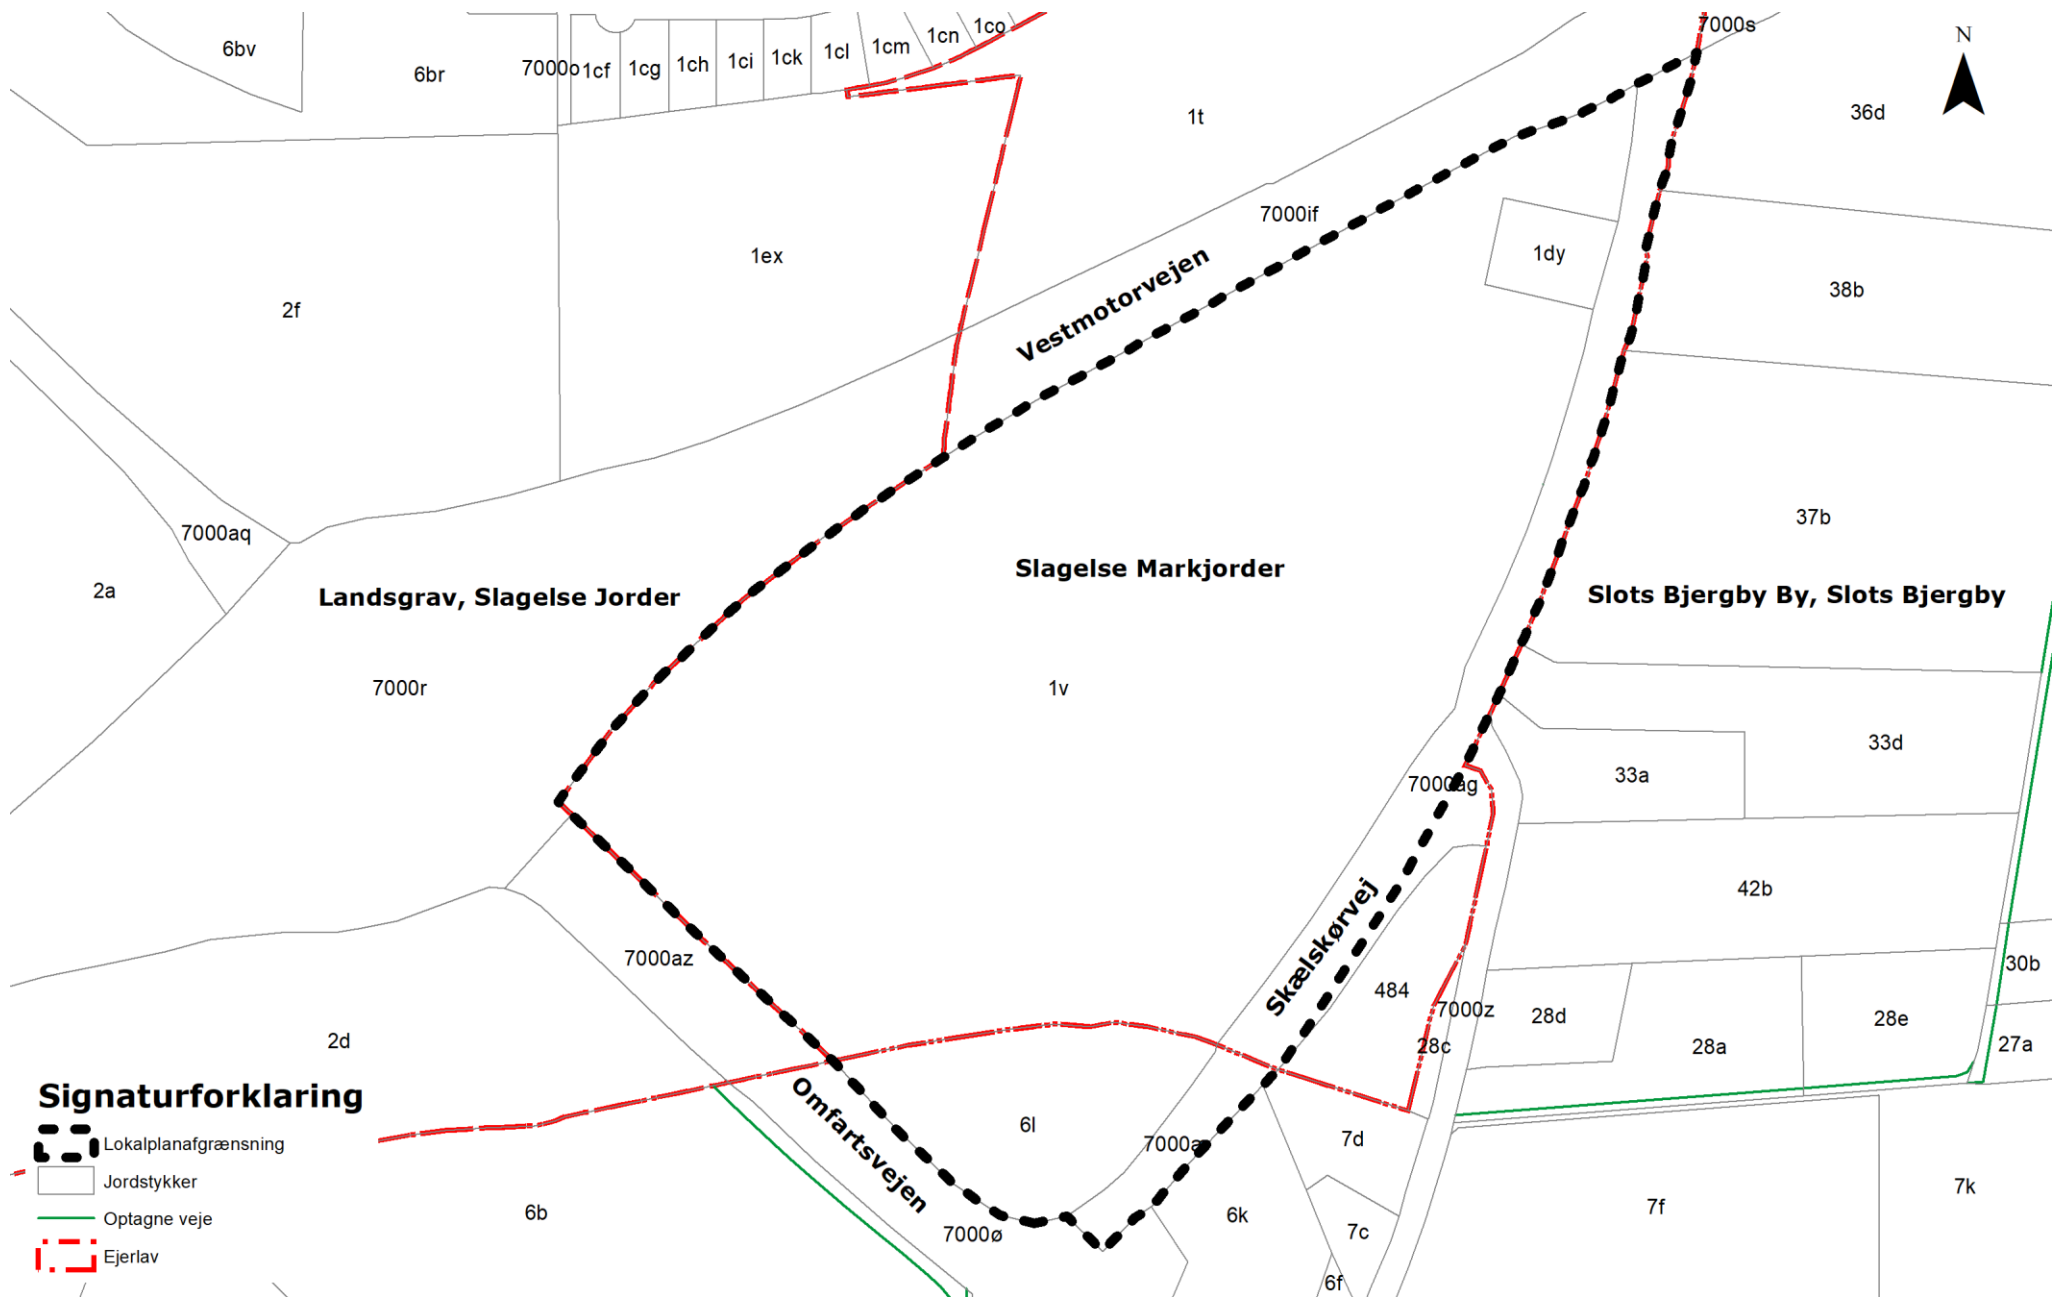 7000s
1co
1cn
1cm
1cl
1ck
1ci
1ch
1cg
1cf
7000o
6br
6bv
N
36d
1t
7000if
1dy
1ex
38b
2f
Vestmotorvejen
37b
7000aq
Slagelse Markjorder
2a
Landsgrav, Slagelse Jorder
Slots Bjergby By, Slots Bjergby
7000r
1v
33d
33a
7000ag
42b
Skælskørvej
7000az
30b
484
7000z
28d
28e
2d
28c
28a
27a
Omfartsvejen
6l
7000a
7d
7k
7f
6b
6k
7c
7000ø
6f
Signaturforklaring
Lokalplanafgrænsning
Jordstykker
Optagne veje
Ejerlav